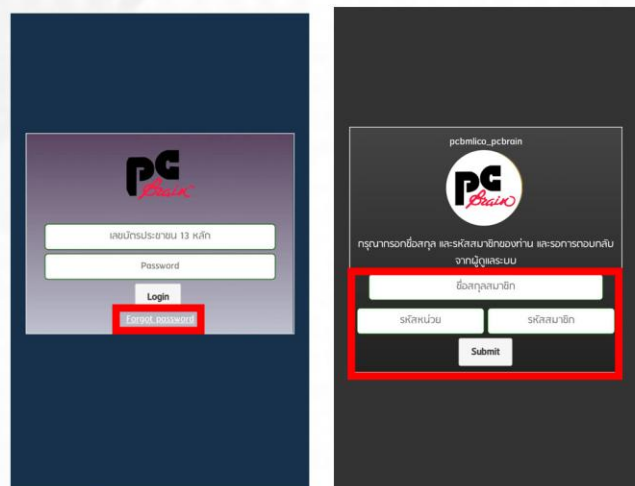 PC
Brain
เลขบัตรประชาชน 13 หลัก
Password
Login
Forgot password
pcbmlico_pcbrain
PC
Brain
กรุณากรอกชื่อสกุล และรหัสสมาชิกของท่าน และรอการตอบกลับ
จากผู้ดูแลระบบ
ชื่อสกุลสมาชิก
รหัสหน่วย รหัสสมาชิก
Submit